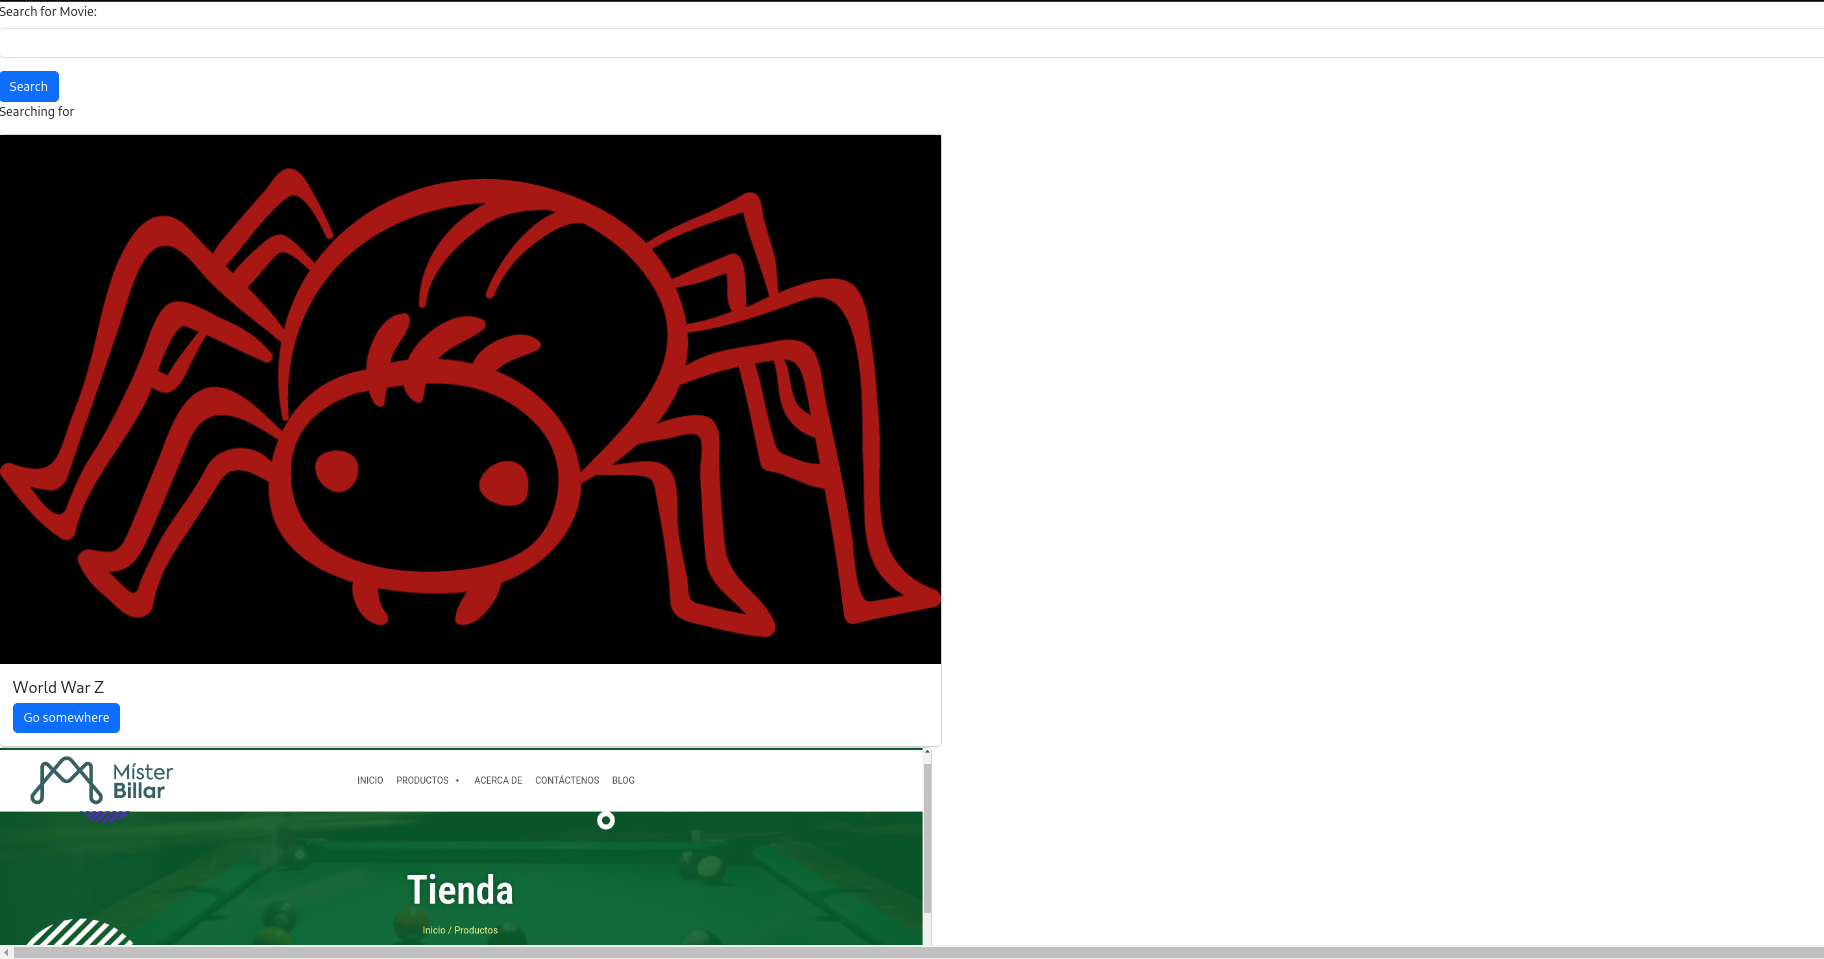 Search for Movie:
Search
Searching for
World War Z
Go somewhere
Míster
Billar
INICIO PRODUCTOS ACERCA DE CONTÁCTENOS BLOG
Tienda
Inicio / Productos